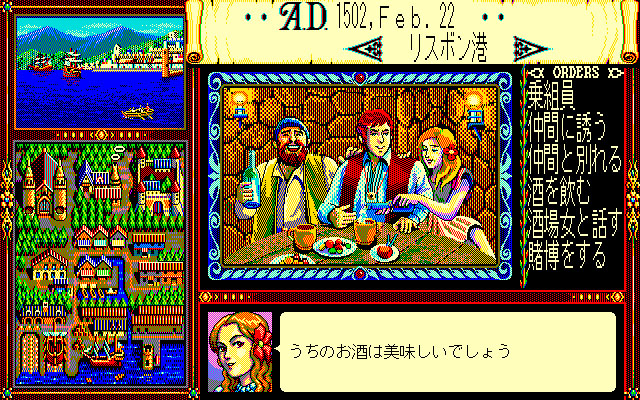 A.D. 1502, Feb. 22
リスボン港
ORDERS
乗組員
仲間に誘う
仲間と別れる
酒を飲む
酒場女と話す
賭博をする
うちのお酒は美味しいでしょう